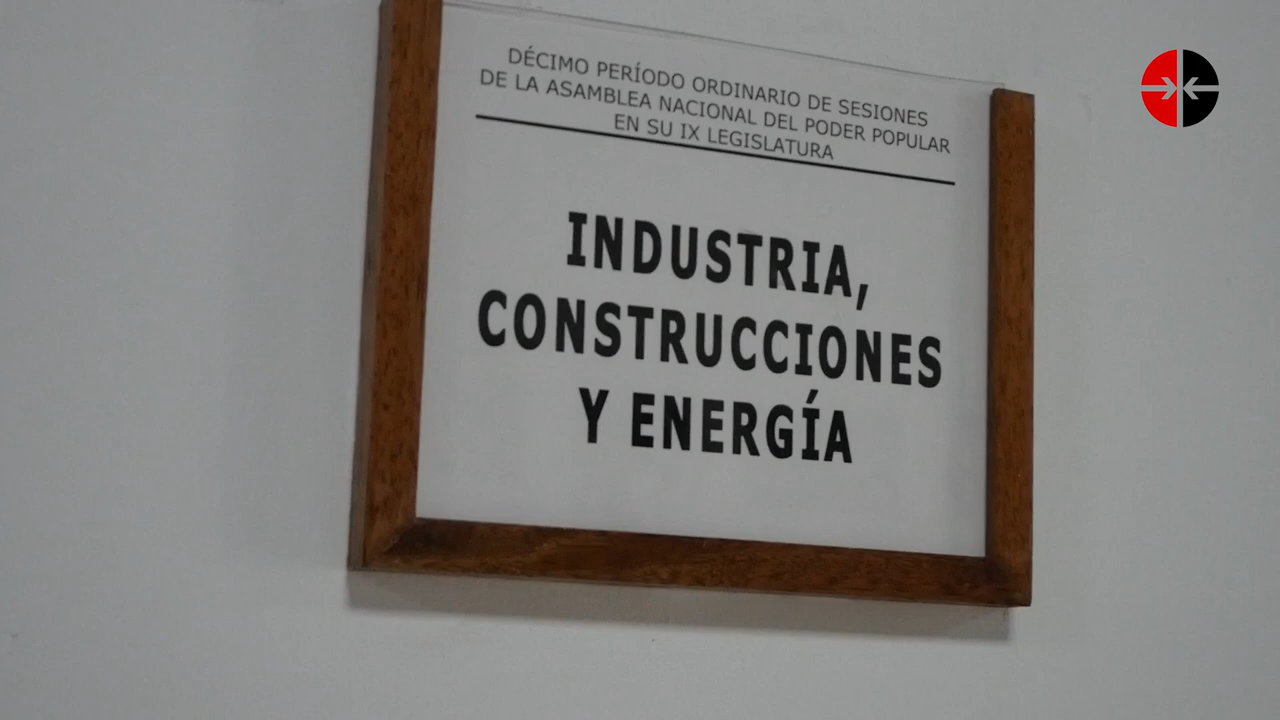 DÉCIMO PERÍODO ORDINARIO DE SESIONES
DE LA ASAMBLEA NACIONAL DEL PODER POPULAR
EN SU IX LEGISLATURA
INDUSTRIA,
CONSTRUCCIONES
Y ENERGÍA